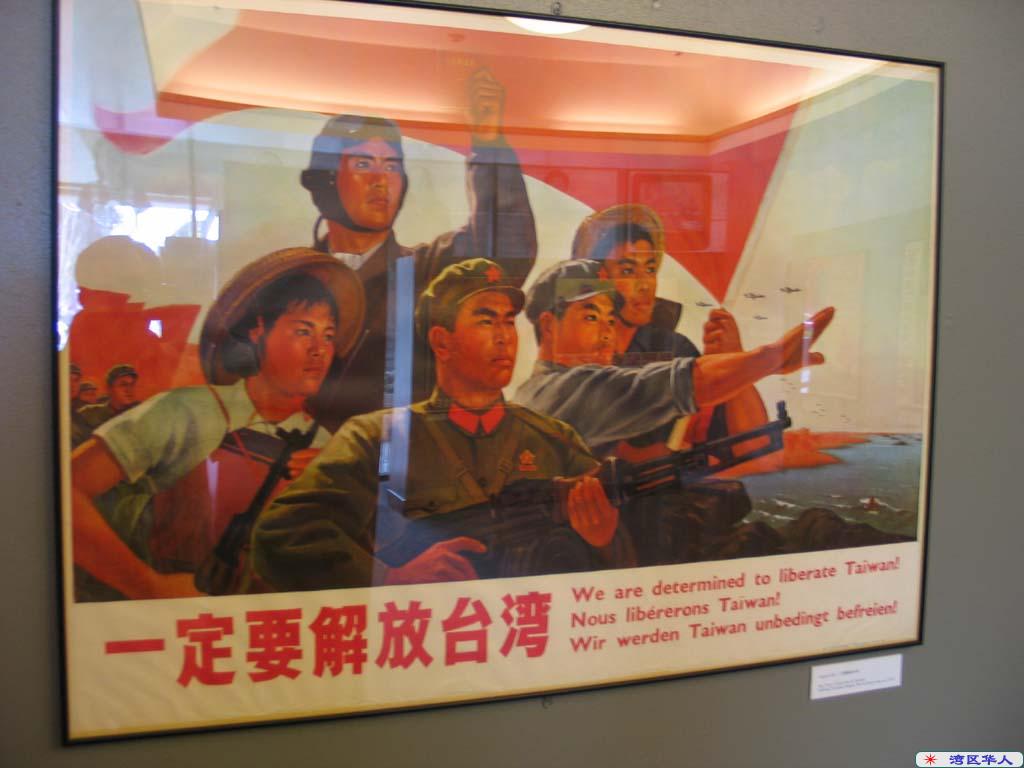 一定要解放台湾
We are determined to liberate Taiwan!
Nous libérerons Taïwan!
Wir werden Taiwan unbedingt befreien!
湾区华人